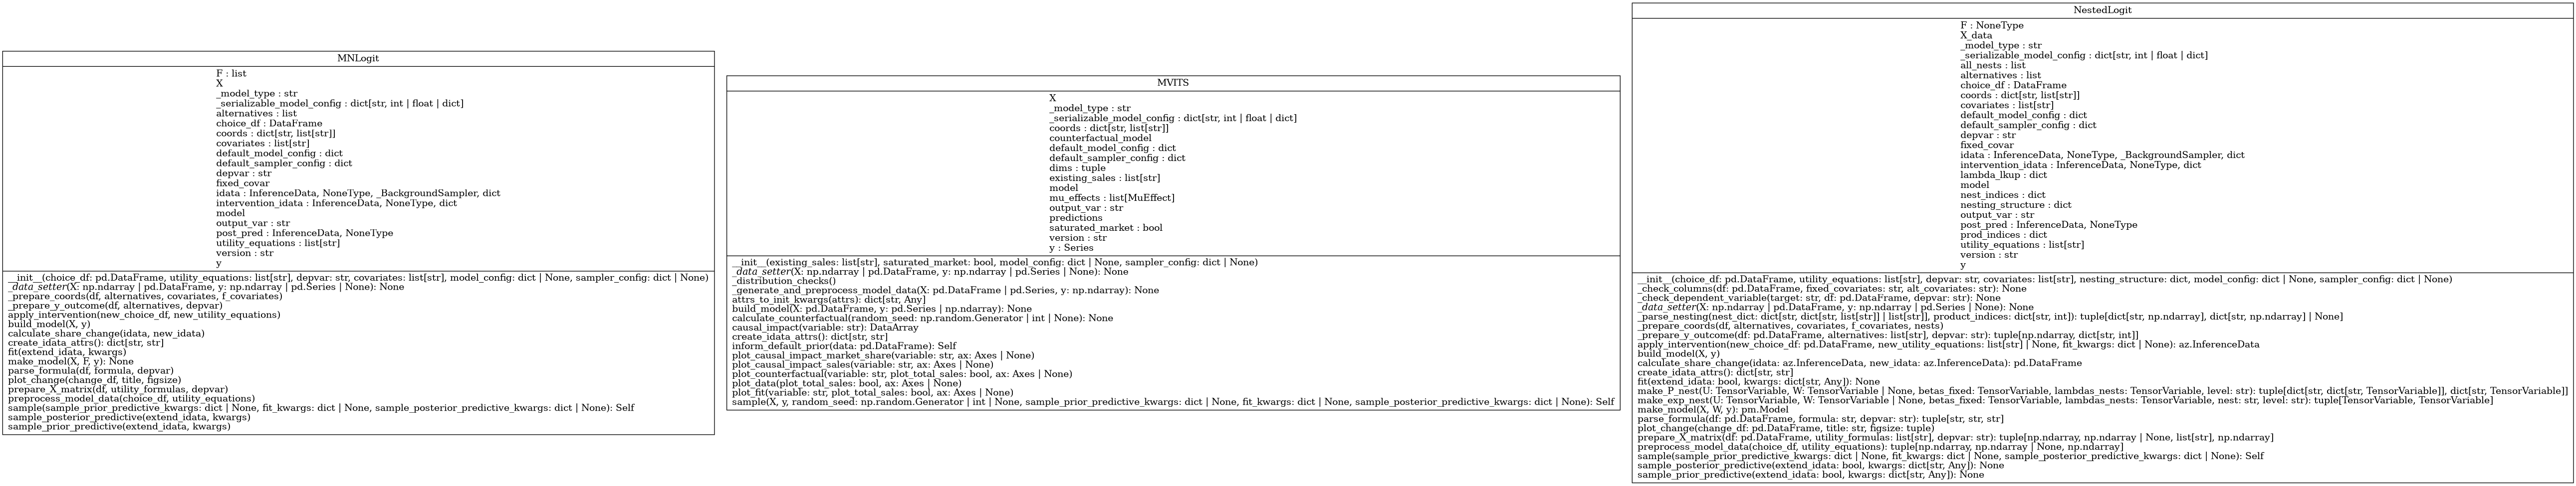 MNLogit
F : list
X
_model_type : str
_serializable_model_config : dict[str, int | float | dict]
alternatives : list
choice_df : DataFrame
coords : dict[str, list[str]]
covariates : list[str]
default_model_config : dict
default_sampler_config : dict
depvar : str
fixed_covar
idata : InferenceData, NoneType, _BackgroundSampler, dict
intervention_idata : InferenceData, NoneType, dict
model
output_var : str
post_pred : InferenceData, NoneType
utility_equations : list[str]
version : str
y
__init__(choice_df: pd.DataFrame, utility_equations: list[str], depvar: str, covariates: list[str], model_config: dict | None, sampler_config: dict | None)
_data_setter(X: np.ndarray | pd.DataFrame, y: np.ndarray | pd.Series | None): None
_prepare_coords(df, alternatives, covariates, f_covariates)
_prepare_y_outcome(df, alternatives, depvar)
apply_intervention(new_choice_df, new_utility_equations)
build_model(X, y)
calculate_share_change(idata, new_idata)
create_idata_attrs(): dict[str, str]
fit(extend_idata, kwargs)
make_model(X, F, y): None
parse_formula(df, formula, depvar)
plot_change(change_df, title, figsize)
prepare_X_matrix(df, utility_formulas, depvar)
preprocess_model_data(choice_df, utility_equations)
sample(sample_prior_predictive_kwargs: dict | None, fit_kwargs: dict | None, sample_posterior_predictive_kwargs: dict | None): Self
sample_posterior_predictive(extend_idata, kwargs)
sample_prior_predictive(extend_idata, kwargs)
MVITS
X
_model_type : str
_serializable_model_config : dict[str, int | float | dict]
coords : dict[str, list[str]]
counterfactual_model
default_model_config : dict
default_sampler_config : dict
dims : tuple
existing_sales : list[str]
model
mu_effects : list[MuEffect]
output_var : str
predictions
saturated_market : bool
version : str
y : Series
__init__(existing_sales: list[str], saturated_market: bool, model_config: dict | None, sampler_config: dict | None)
_data_setter(X: np.ndarray | pd.DataFrame, y: np.ndarray | pd.Series | None): None
_distribution_checks()
_generate_and_preprocess_model_data(X: pd.DataFrame | pd.Series, y: np.ndarray): None
attrs_to_init_kwargs(attrs): dict[str, Any]
build_model(X: pd.DataFrame, y: pd.Series | np.ndarray): None
calculate_counterfactual(random_seed: np.random.Generator | int | None): None
causal_impact(variable: str): DataArray
create_idata_attrs(): dict[str, str]
inform_default_prior(data: pd.DataFrame): Self
plot_causal_impact_market_share(variable: str, ax: Axes | None)
plot_causal_impact_sales(variable: str, ax: Axes | None)
plot_counterfactual(variable: str, plot_total_sales: bool, ax: Axes | None)
plot_data(plot_total_sales: bool, ax: Axes | None)
plot_fit(variable: str, plot_total_sales: bool, ax: Axes | None)
sample(X, y, random_seed: np.random.Generator | int | None, sample_prior_predictive_kwargs: dict | None, fit_kwargs: dict | None, sample_posterior_predictive_kwargs: dict | None): Self
NestedLogit
F : NoneType
X_data
_model_type : str
_serializable_model_config : dict[str, int | float | dict]
all_nests : list
alternatives : list
choice_df : DataFrame
coords : dict[str, list[str]]
covariates : list[str]
default_model_config : dict
default_sampler_config : dict
depvar : str
fixed_covar
idata : InferenceData, NoneType, _BackgroundSampler, dict
intervention_idata : InferenceData, NoneType, dict
lambda_lkup : dict
model
nest_indices : dict
nesting_structure : dict
output_var : str
post_pred : InferenceData, NoneType
prod_indices : dict
utility_equations : list[str]
version : str
y
__init__(choice_df: pd.DataFrame, utility_equations: list[str], depvar: str, covariates: list[str], nesting_structure: dict, model_config: dict | None, sampler_config: dict | None)
_check_columns(df: pd.DataFrame, fixed_covariates: str, alt_covariates: str): None
_check_dependent_variable(target: str, df: pd.DataFrame, depvar: str): None
_data_setter(X: np.ndarray | pd.DataFrame, y: np.ndarray | pd.Series | None): None
_parse_nesting(nest_dict: dict[str, dict[str, list[str]] | list[str]], product_indices: dict[str, int]): tuple[dict[str, np.ndarray], dict[str, np.ndarray] | None]
_prepare_coords(df, alternatives, covariates, f_covariates, nests)
_prepare_y_outcome(df: pd.DataFrame, alternatives: list[str], depvar: str): tuple[np.ndarray, dict[str, int]]
apply_intervention(new_choice_df: pd.DataFrame, new_utility_equations: list[str] | None, fit_kwargs: dict | None): az.InferenceData
build_model(X, y)
calculate_share_change(idata: az.InferenceData, new_idata: az.InferenceData): pd.DataFrame
create_idata_attrs(): dict[str, str]
fit(extend_idata: bool, kwargs: dict[str, Any]): None
make_P_nest(U: TensorVariable, W: TensorVariable | None, betas_fixed: TensorVariable, lambdas_nests: TensorVariable, level: str): tuple[dict[str, dict[str, TensorVariable]], dict[str, TensorVariable]]
make_exp_nest(U: TensorVariable, W: TensorVariable | None, betas_fixed: TensorVariable, lambdas_nests: TensorVariable, nest: str, level: str): tuple[TensorVariable, TensorVariable]
make_model(X, W, y): pm.Model
parse_formula(df: pd.DataFrame, formula: str, depvar: str): tuple[str, str, str]
plot_change(change_df: pd.DataFrame, title: str, figsize: tuple)
prepare_X_matrix(df: pd.DataFrame, utility_formulas: list[str], depvar: str): tuple[np.ndarray, np.ndarray | None, list[str], np.ndarray]
preprocess_model_data(choice_df, utility_equations): tuple[np.ndarray, np.ndarray | None, np.ndarray]
sample(sample_prior_predictive_kwargs: dict | None, fit_kwargs: dict | None, sample_posterior_predictive_kwargs: dict | None): Self
sample_posterior_predictive(extend_idata: bool, kwargs: dict[str, Any]): None
sample_prior_predictive(extend_idata: bool, kwargs: dict[str, Any]): None